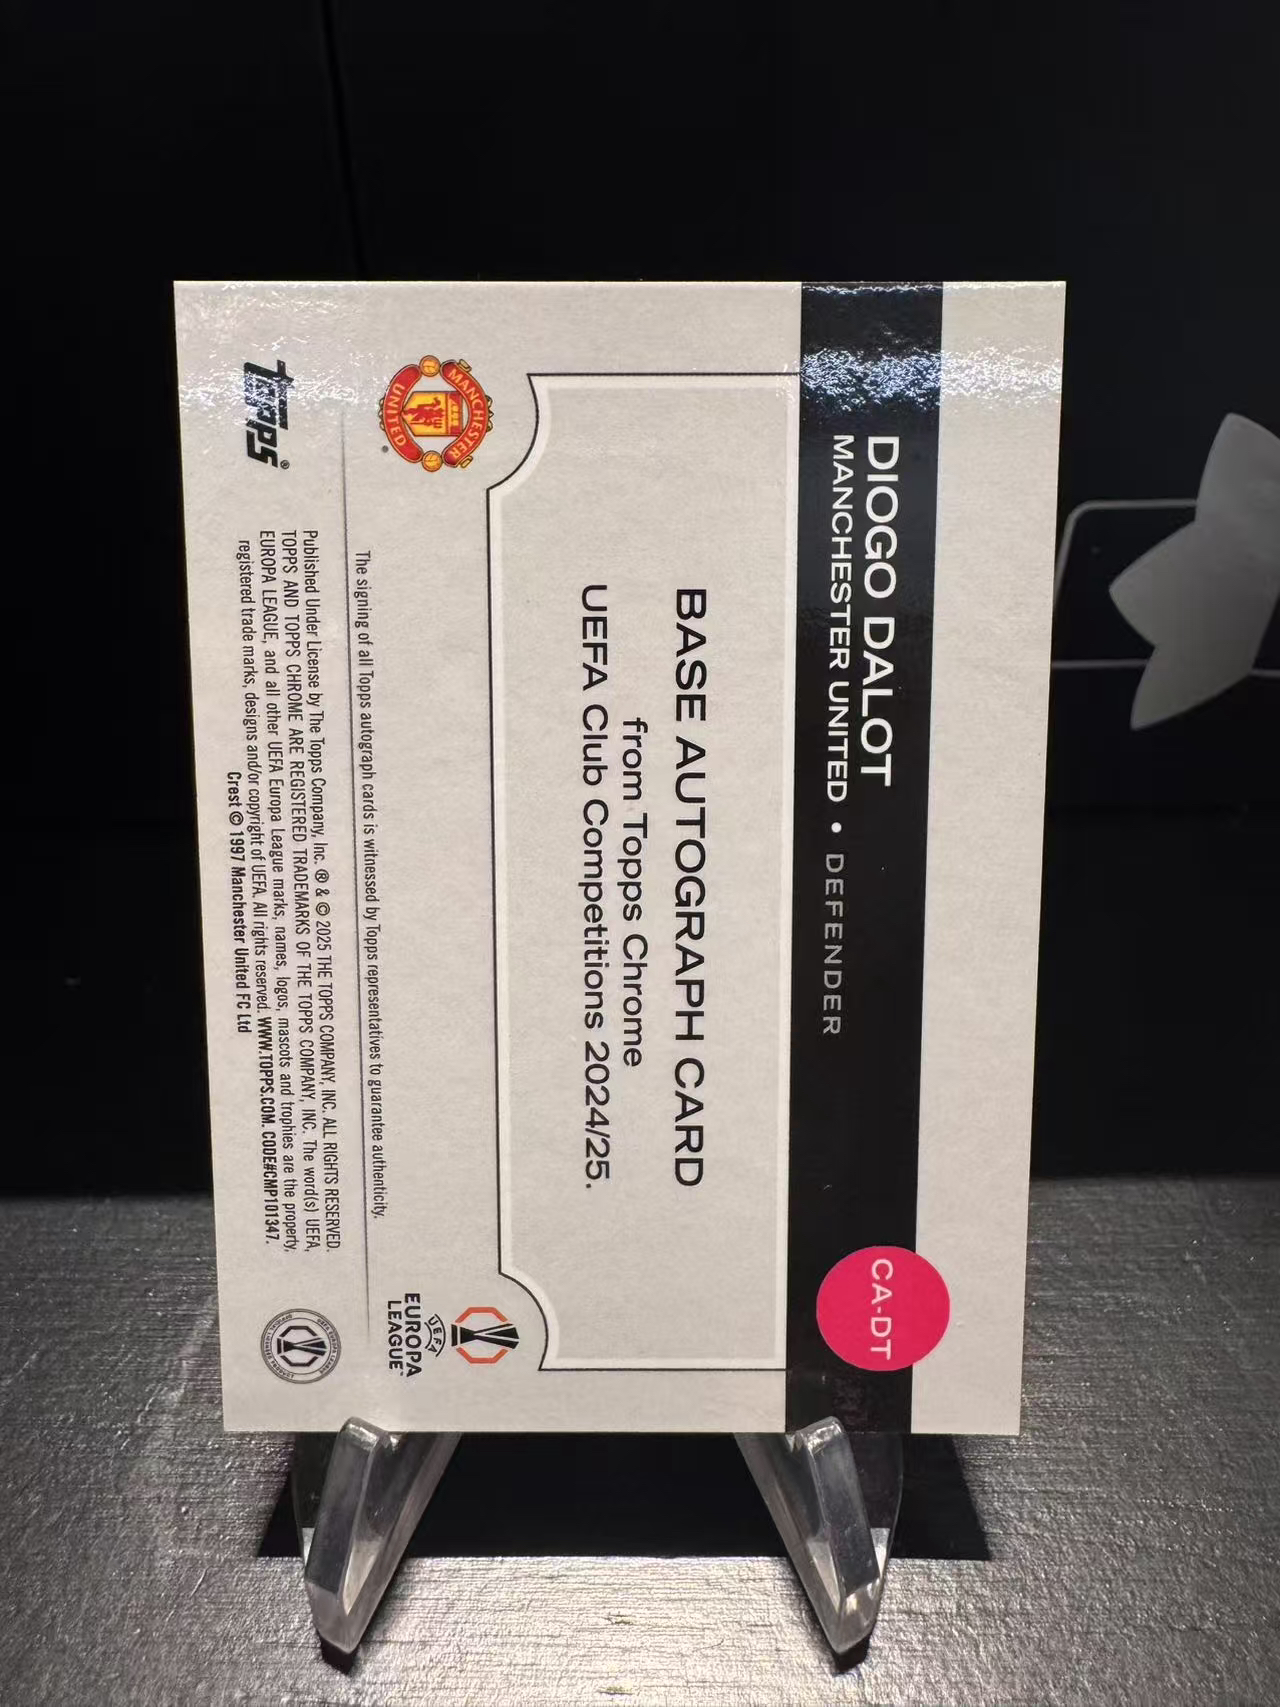 DIOGO DALOT
MANCHESTER UNITED • DEFENDER
CA-DT
BASE AUTOGRAPH CARD
from Topps Chrome
UEFA Club Competitions 2024/25.
MANCHESTER
UNITED
UEFA
EUROPA
LEAGUE™
The signing of all Topps autograph cards is witnessed by Topps representatives to guarantee authenticity.
topps®
Published Under License by The Topps Company, Inc. ® & © 2025 THE TOPPS COMPANY, INC. ALL RIGHTS RESERVED.
TOPPS AND TOPPS CHROME ARE REGISTERED TRADEMARKS OF THE TOPPS COMPANY, INC. The word(s) UEFA,
EUROPA LEAGUE, and all other UEFA Europa League marks, names, logos, mascots and trophies are the property,
registered trade marks, designs and/or copyright of UEFA. All rights reserved. WWW.TOPPS.COM. CODE#CMP101347.
Crest © 1997 Manchester United FC Ltd